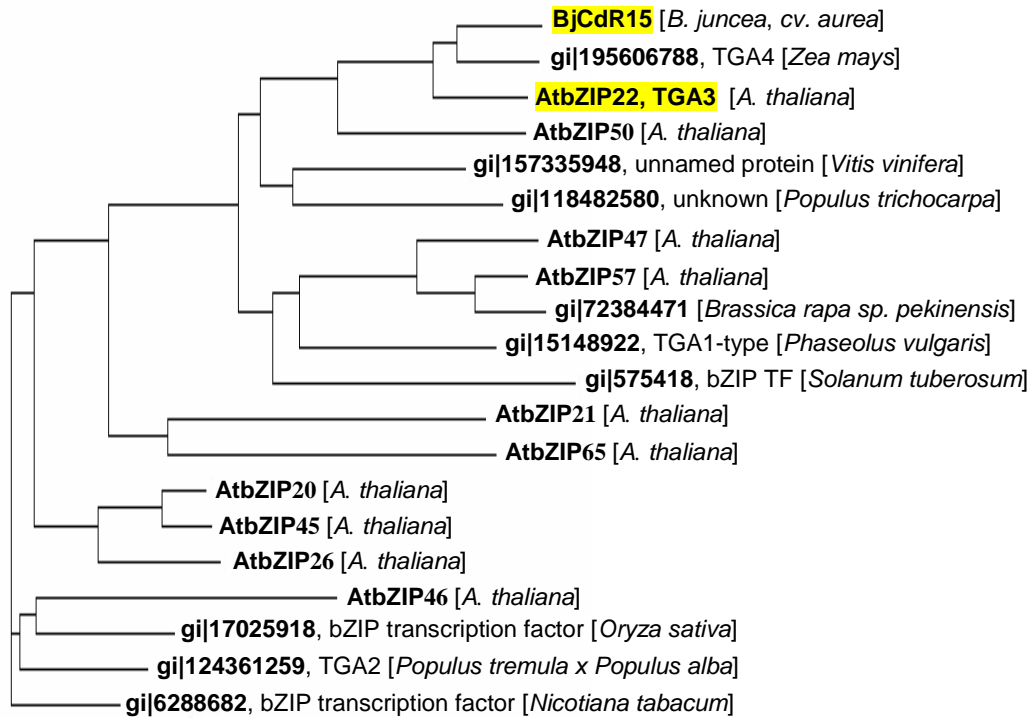 BjCdR15 [B. juncea, cv. aurea]
gi|195606788, TGA4 [Zea mays]
AtbZIP22, TGA3 [A. thaliana]
AtbZIP50 [A. thaliana]
gi|157335948, unnamed protein [Vitis vinifera]
gi|118482580, unknown [Populus trichocarpa]
AtbZIP47 [A. thaliana]
AtbZIP57 [A. thaliana]
gi|72384471 [Brassica rapa sp. pekinensis]
gi|15148922, TGA1-type [Phaseolus vulgaris]
gi|575418, bZIP TF [Solanum tuberosum]
AtbZIP21 [A. thaliana]
AtbZIP65 [A. thaliana]
AtbZIP20 [A. thaliana]
AtbZIP45 [A. thaliana]
AtbZIP26 [A. thaliana]
AtbZIP46 [A. thaliana]
gi|17025918, bZIP transcription factor [Oryza sativa]
gi|124361259, TGA2 [Populus tremula x Populus alba]
gi|6288682, bZIP transcription factor [Nicotiana tabacum]